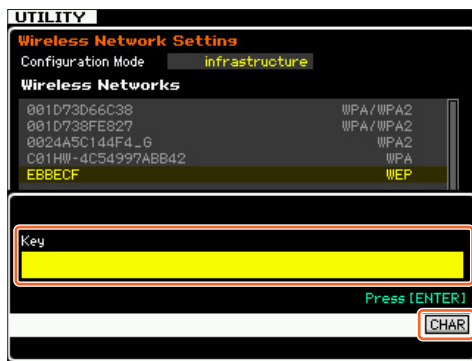 UTILITY
Wireless Network Setting
Configuration Mode infrastructure
Wireless Networks
001D73D66C38 WPA/WPA2
001D738FE827 WPA/WPA2
0024A5C144F4_G WPA2
C01HW-4C54997ABB42 WPA
EBBECF WEP
Key
Press [ENTER]
CHAR